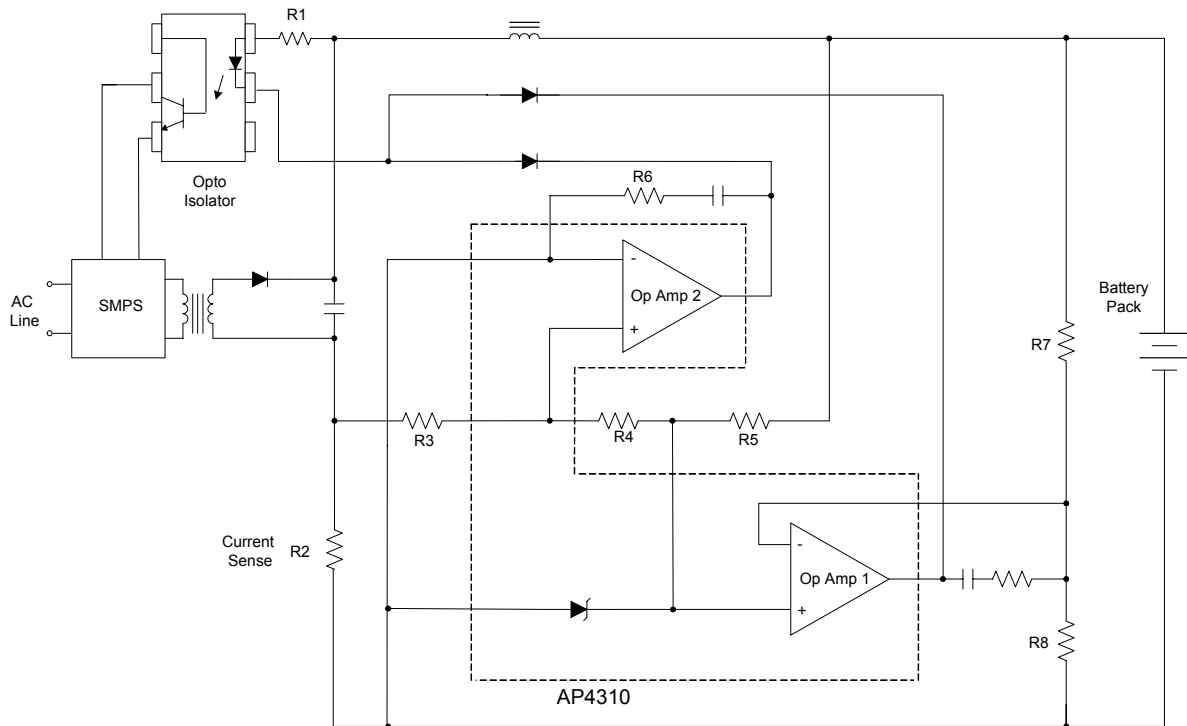 R1
Opto
Isolator
R6
-
Op Amp 2
+
AC
Line
SMPS
Battery
Pack
R7
R3
R4
R5
Current
Sense
R2
-
Op Amp 1
+
R8
AP4310